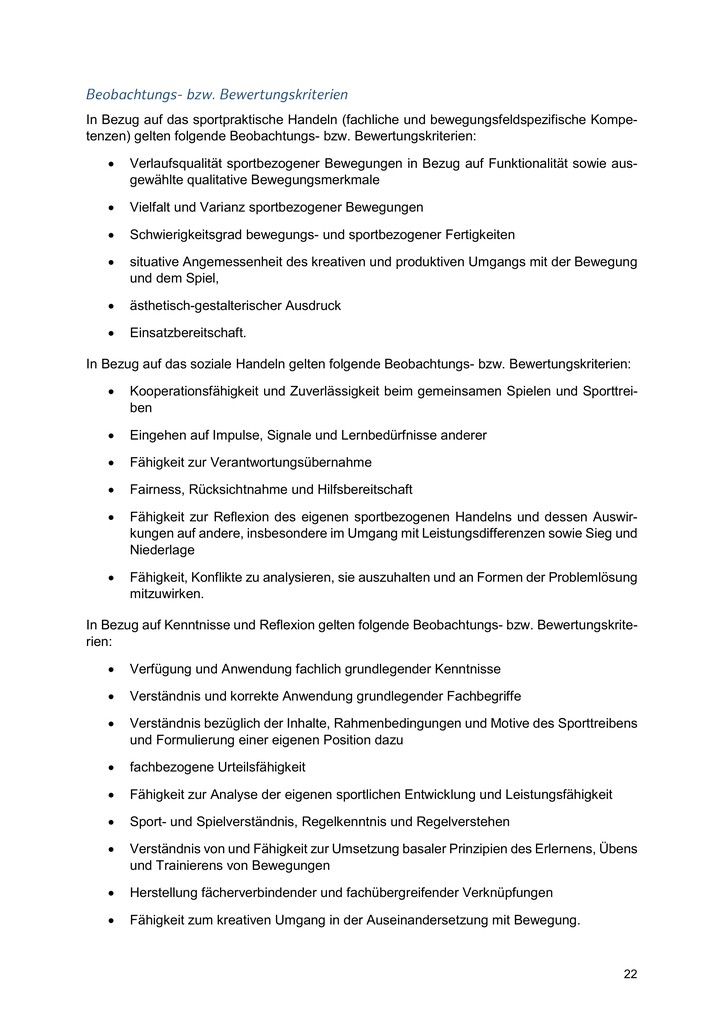 Beobachtungs- bzw. Bewertungskriterien
In Bezug auf das sportpraktische Handeln (fachliche und bewegungsfeldspezifische Kompe-
tenzen) gelten folgende Beobachtungs- bzw. Bewertungskriterien:
• Verlaufsqualität sportbezogener Bewegungen in Bezug auf Funktionalität sowie aus-
gewählte qualitative Bewegungsmerkmale
• Vielfalt und Varianz sportbezogener Bewegungen
• Schwierigkeitsgrad bewegungs- und sportbezogener Fertigkeiten
• situative Angemessenheit des kreativen und produktiven Umgangs mit der Bewegung
und dem Spiel,
• ästhetisch-gestalterischer Ausdruck
• Einsatzbereitschaft.
In Bezug auf das soziale Handeln gelten folgende Beobachtungs- bzw. Bewertungskriterien:
• Kooperationsfähigkeit und Zuverlässigkeit beim gemeinsamen Spielen und Sporttrei-
ben
• Eingehen auf Impulse, Signale und Lernbedürfnisse anderer
• Fähigkeit zur Verantwortungsübernahme
• Fairness, Rücksichtnahme und Hilfsbereitschaft
• Fähigkeit zur Reflexion des eigenen sportbezogenen Handelns und dessen Auswir-
kungen auf andere, insbesondere im Umgang mit Leistungsdifferenzen sowie Sieg und
Niederlage
• Fähigkeit, Konflikte zu analysieren, sie auszuhalten und an Formen der Problemlösung
mitzuwirken.
In Bezug auf Kenntnisse und Reflexion gelten folgende Beobachtungs- bzw. Bewertungskrite-
rien:
• Verfügung und Anwendung fachlich grundlegender Kenntnisse
• Verständnis und korrekte Anwendung grundlegender Fachbegriffe
• Verständnis bezüglich der Inhalte, Rahmenbedingungen und Motive des Sporttreibens
und Formulierung einer eigenen Position dazu
• fachbezogene Urteilsfähigkeit
• Fähigkeit zur Analyse der eigenen sportlichen Entwicklung und Leistungsfähigkeit
• Sport- und Spielverständnis, Regelkenntnis und Regelverstehen
• Verständnis von und Fähigkeit zur Umsetzung basaler Prinzipien des Erlernens, Übens
und Trainierens von Bewegungen
• Herstellung fächerverbindender und fachübergreifender Verknüpfungen
• Fähigkeit zum kreativen Umgang in der Auseinandersetzung mit Bewegung.
22